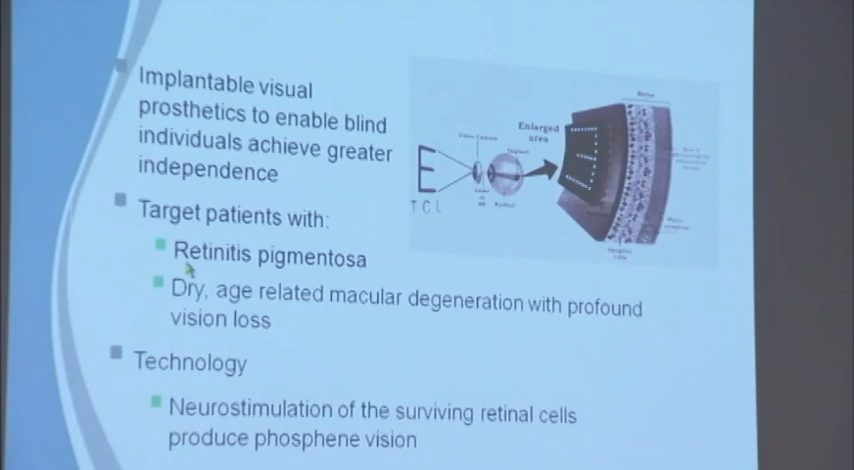 Implantable visual
prosthetics to enable blind
individuals achieve greater
independence
Target patients with:
Retinitis pigmentosa
Dry, age related macular degeneration with profound
vision loss
Technology
Neurostimulation of the surviving retinal cells
produce phosphene vision
Enlarged
area
E
T C L